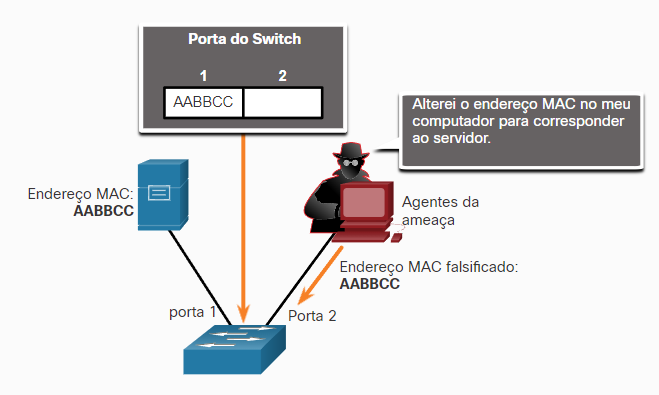 Porta do Switch
1 2
AABBCC
Alterei o endereço MAC no meu
computador para corresponder
ao servidor.
Endereço MAC:
AABBCC
Agentes da
ameaça
Endereço MAC falsificado:
AABBCC
porta 1
Porta 2